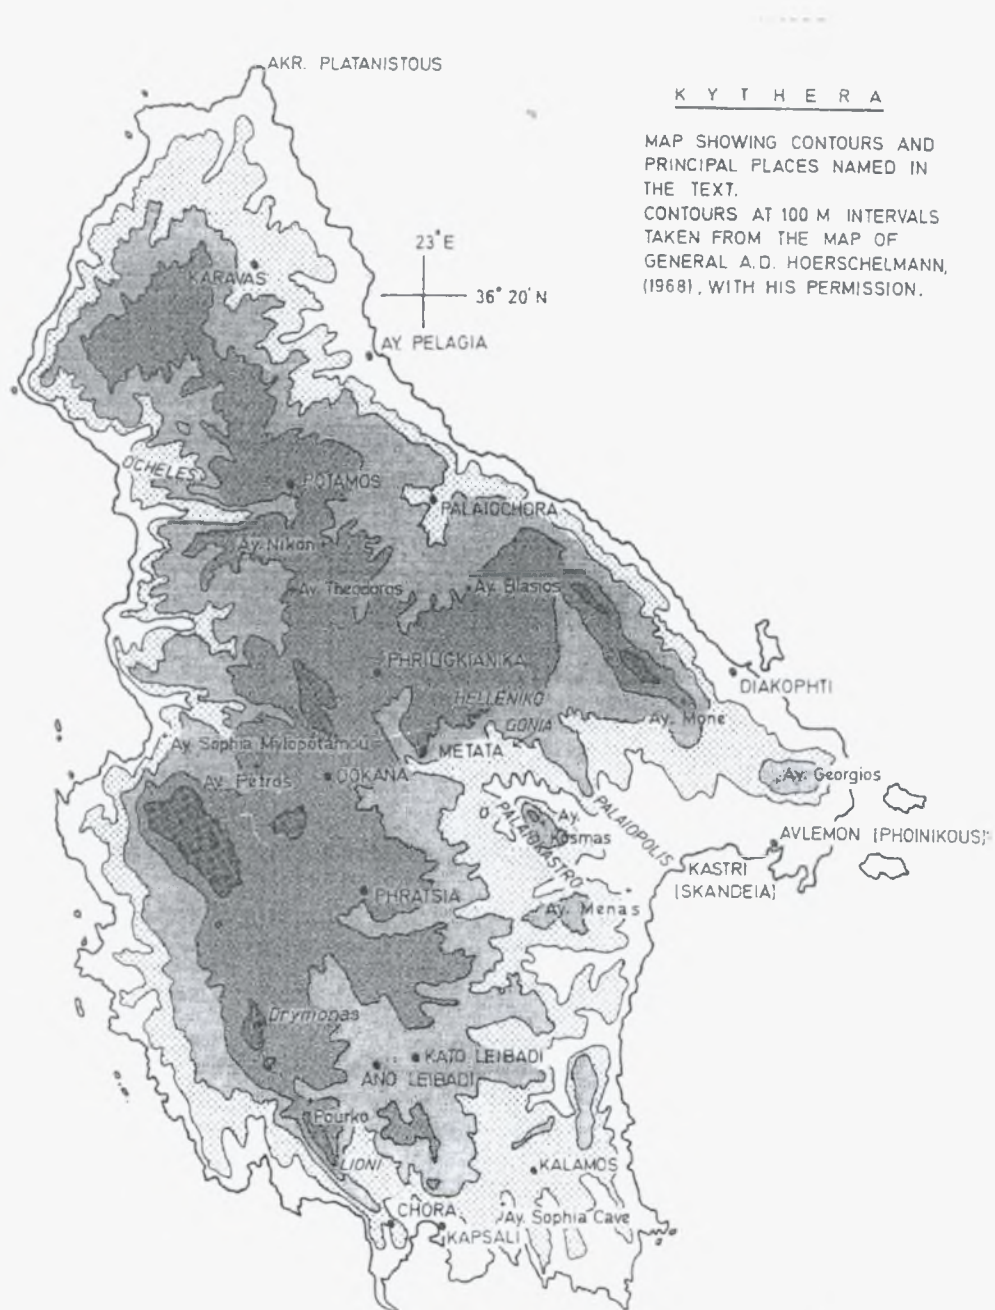 AKR. PLATANISTOUS
K Y T H E R A
MAP SHOWING CONTOURS AND
PRINCIPAL PLACES NAMED IN
THE TEXT.
CONTOURS AT 100 M INTERVALS
TAKEN FROM THE MAP OF
GENERAL A.D. HOERSCHELMANN,
(1968), WITH HIS PERMISSION.
23° E
36° 20' N
KARAVAS
AY. PELAGIA
OCHELES
POTAMOS
PALAIOCHORA
Ay. Nikon
Ay. Theodoros
Ay. Blasios
PHRILIGKIANIKA
DIAKOPHTI
HELLENIKO
Ay. Mone
GONIA
Ay. Sophia Mylopotamou
METATA
DOKANA
Ay. Petros
Ay. Georgios
PALAIOPOLIS
Ay.
Kosmas
PALAIOKASTRO
AVLEMON (PHOINIKOUS)
KASTRI
(SKANDEIA)
PHRATSIA
Ay. Menas
Drymonas
KATO LEIBADI
ANO LEIBADI
Pourko
LIONI
KALAMOS
CHORA
Ay. Sophia Cave
KAPSALI